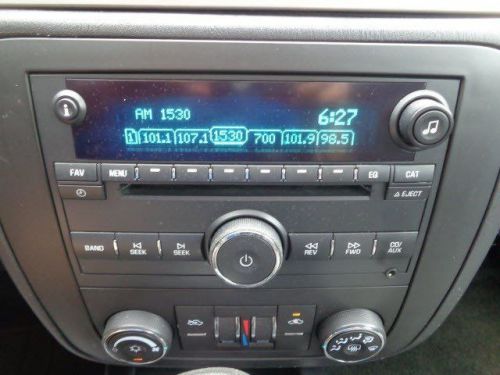 AM 1530 6:27
1 101.1 107.1 1530 700 101.9 98.5
FAV MENU EQ CAT
EJECT
BAND SEEK SEEK REV FWD CD/AUX